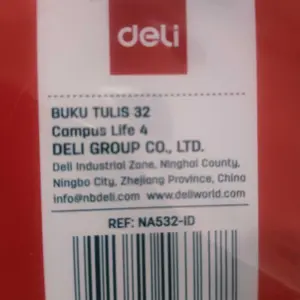 deli
BUKU TULIS 32
Campus Life 4
DELI GROUP CO., LTD.
Deli Industrial Zone, Ninghai County,
Ningbo City, Zhejiang Province, China
info@nbdeli.com www.deliworld.com
REF: NA532-ID